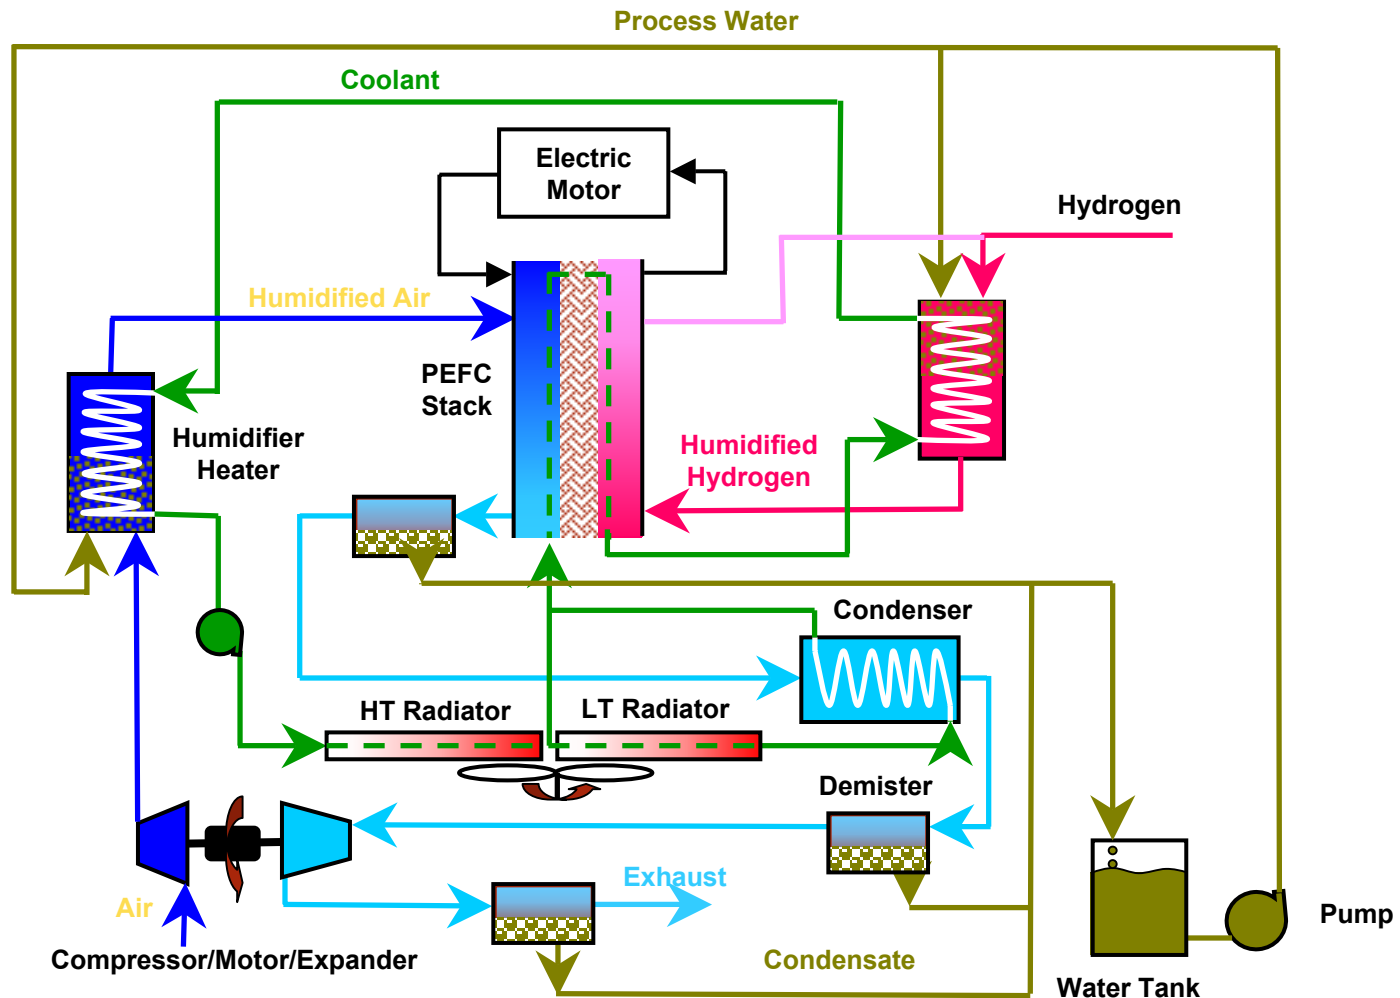 Process Water
Coolant
Electric
Motor
Hydrogen
Humidified Air
PEFC
Stack
Humidifier
Heater
Humidified
Hydrogen
Condenser
HT Radiator
LT Radiator
Demister
Air
Exhaust
Pump
Compressor/Motor/Expander
Condensate
Water Tank